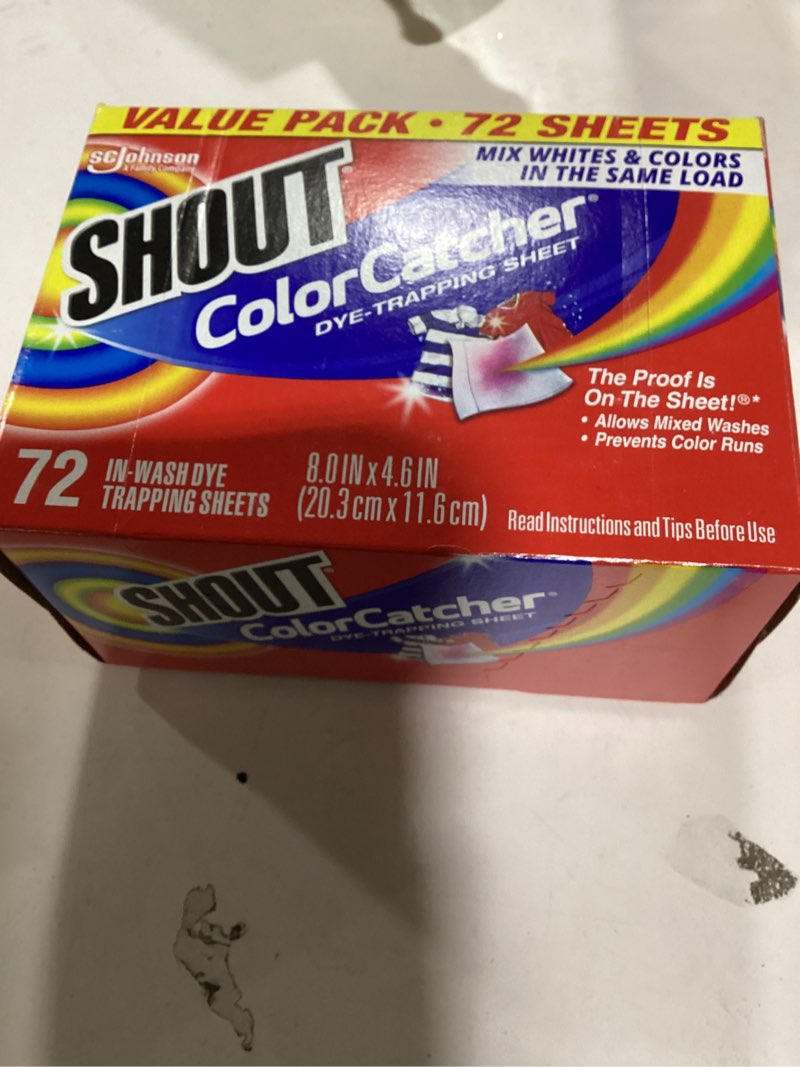 VALUE PACK • 72 SHEETS
SCJohnson
A Family Company
MIX WHITES & COLORS
IN THE SAME LOAD
SHOUT®
ColorCatcher®
DYE-TRAPPING SHEET
The Proof Is
On The Sheet!®*
• Allows Mixed Washes
• Prevents Color Runs
72 IN-WASH DYE
TRAPPING SHEETS
8.0 IN x 4.6 IN
(20.3 cm x 11.6 cm)
Read Instructions and Tips Before Use
SHOUT®
ColorCatcher®
DYE-TRAPPING SHEET